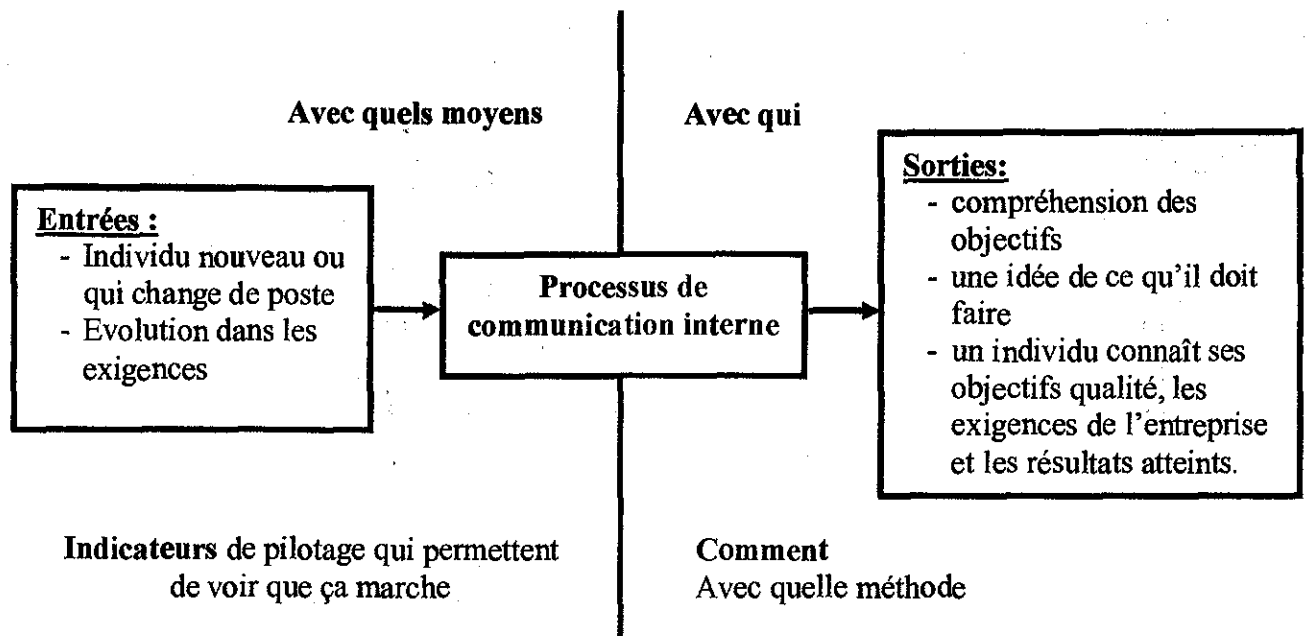 Avec quels moyens
Avec qui
Entrées :
- Individu nouveau ou
qui change de poste
- Evolution dans les
exigences
Processus de
communication interne
Sorties:
- compréhension des
objectifs
- une idée de ce qu'il doit
faire
- un individu connaît ses
objectifs qualité, les
exigences de l'entreprise
et les résultats atteints.
Indicateurs de pilotage qui permettent
de voir que ça marche
Comment
Avec quelle méthode